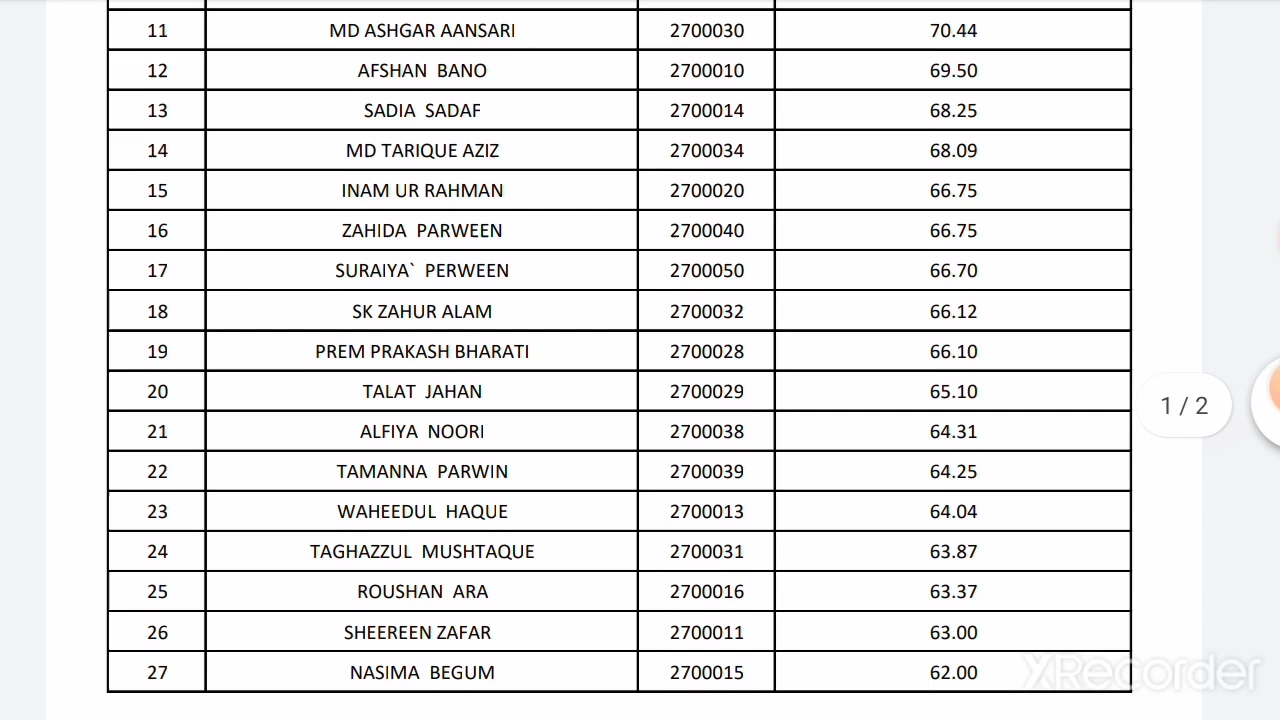 11 MD ASHGAR AANSARI 2700030 70.44
12 AFSHAN BANO 2700010 69.50
13 SADIA SADAF 2700014 68.25
14 MD TARIQUE AZIZ 2700034 68.09
15 INAM UR RAHMAN 2700020 66.75
16 ZAHIDA PARWEEN 2700040 66.75
17 SURAIYA` PERWEEN 2700050 66.70
18 SK ZAHUR ALAM 2700032 66.12
19 PREM PRAKASH BHARATI 2700028 66.10
20 TALAT JAHAN 2700029 65.10
1 / 2
21 ALFIYA NOORI 2700038 64.31
22 TAMANNA PARWIN 2700039 64.25
23 WAHEEDUL HAQUE 2700013 64.04
24 TAGHAZZUL MUSHTAQUE 2700031 63.87
25 ROUSHAN ARA 2700016 63.37
26 SHEEREEN ZAFAR 2700011 63.00
27 NASIMA BEGUM 2700015 62.00
XRecorder